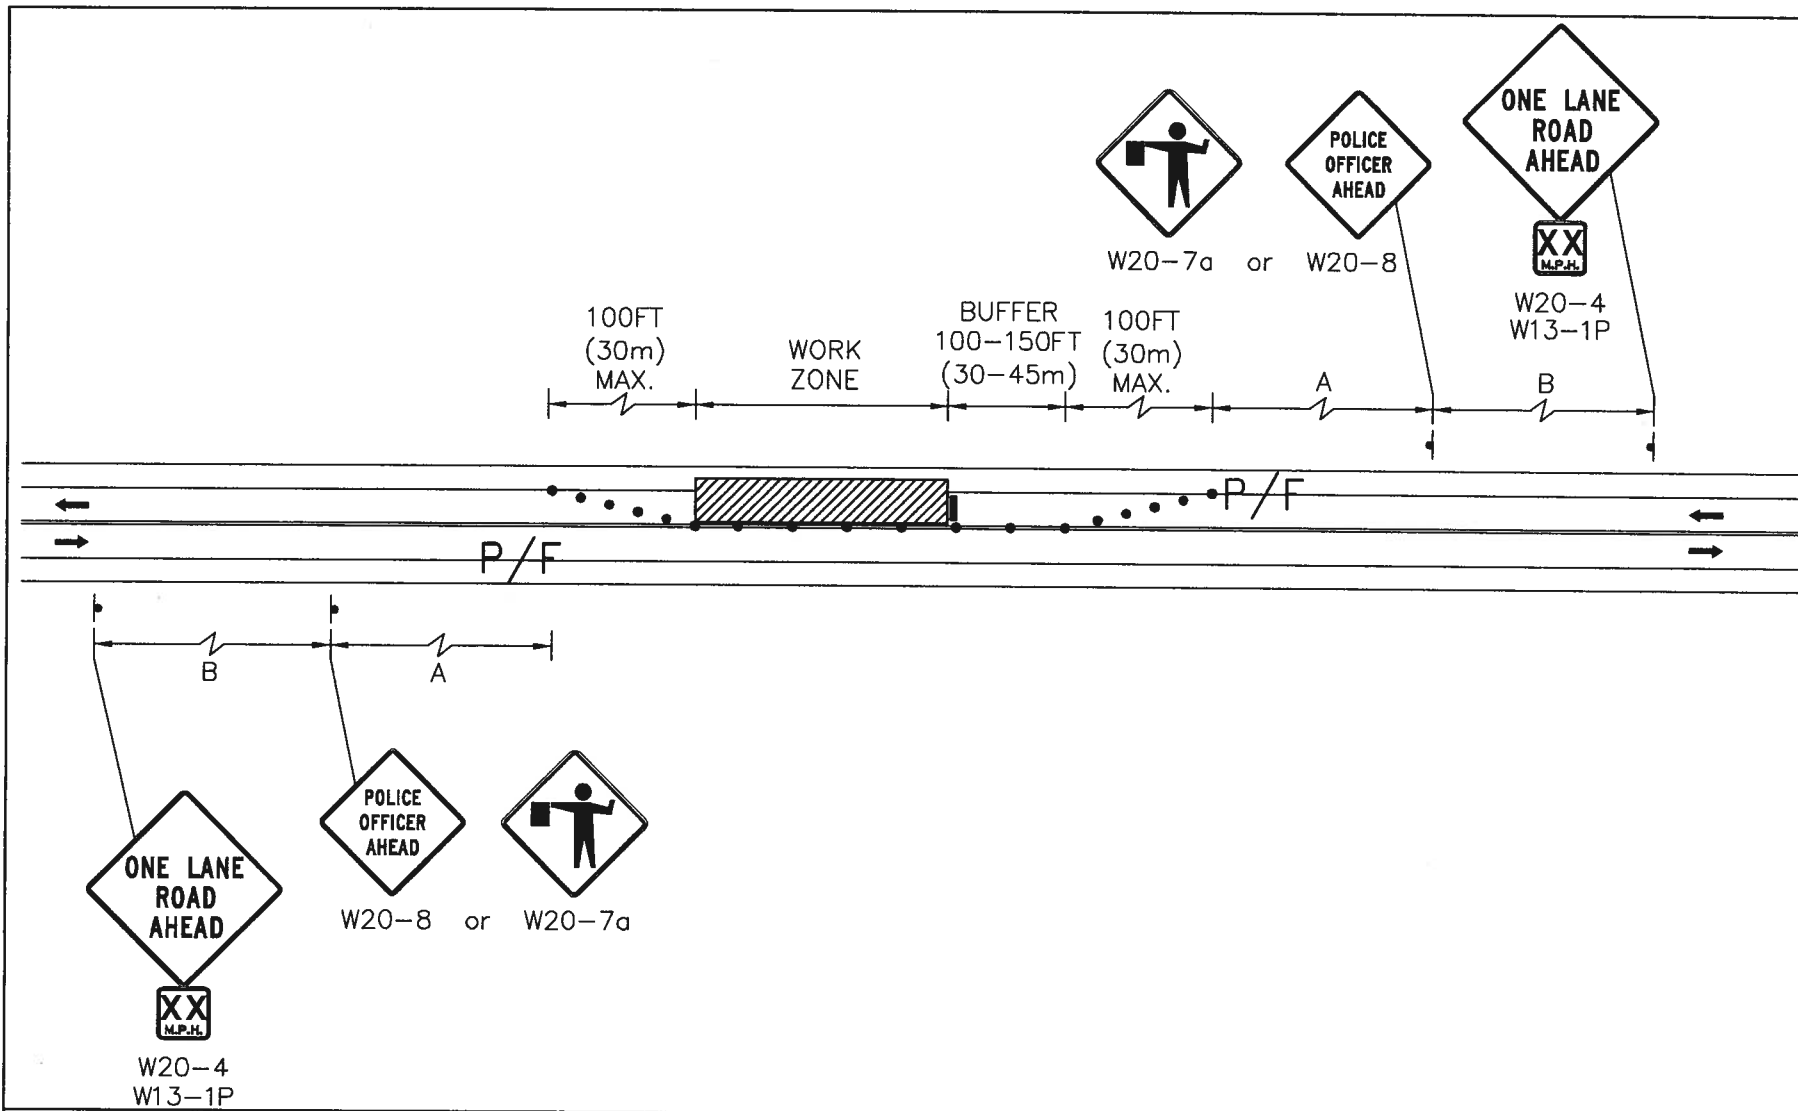 ONE LANE
ROAD
AHEAD
XX
M.P.H.
W20-4
W13-1P
POLICE
OFFICER
AHEAD
W20-7a or W20-8
100FT
(30m)
MAX.
WORK
ZONE
BUFFER
100-150FT
(30-45m)
100FT
(30m)
MAX.
A
B
P/F
P/F
B
A
POLICE
OFFICER
AHEAD
W20-8 or W20-7a
ONE LANE
ROAD
AHEAD
XX
M.P.H.
W20-4
W13-1P